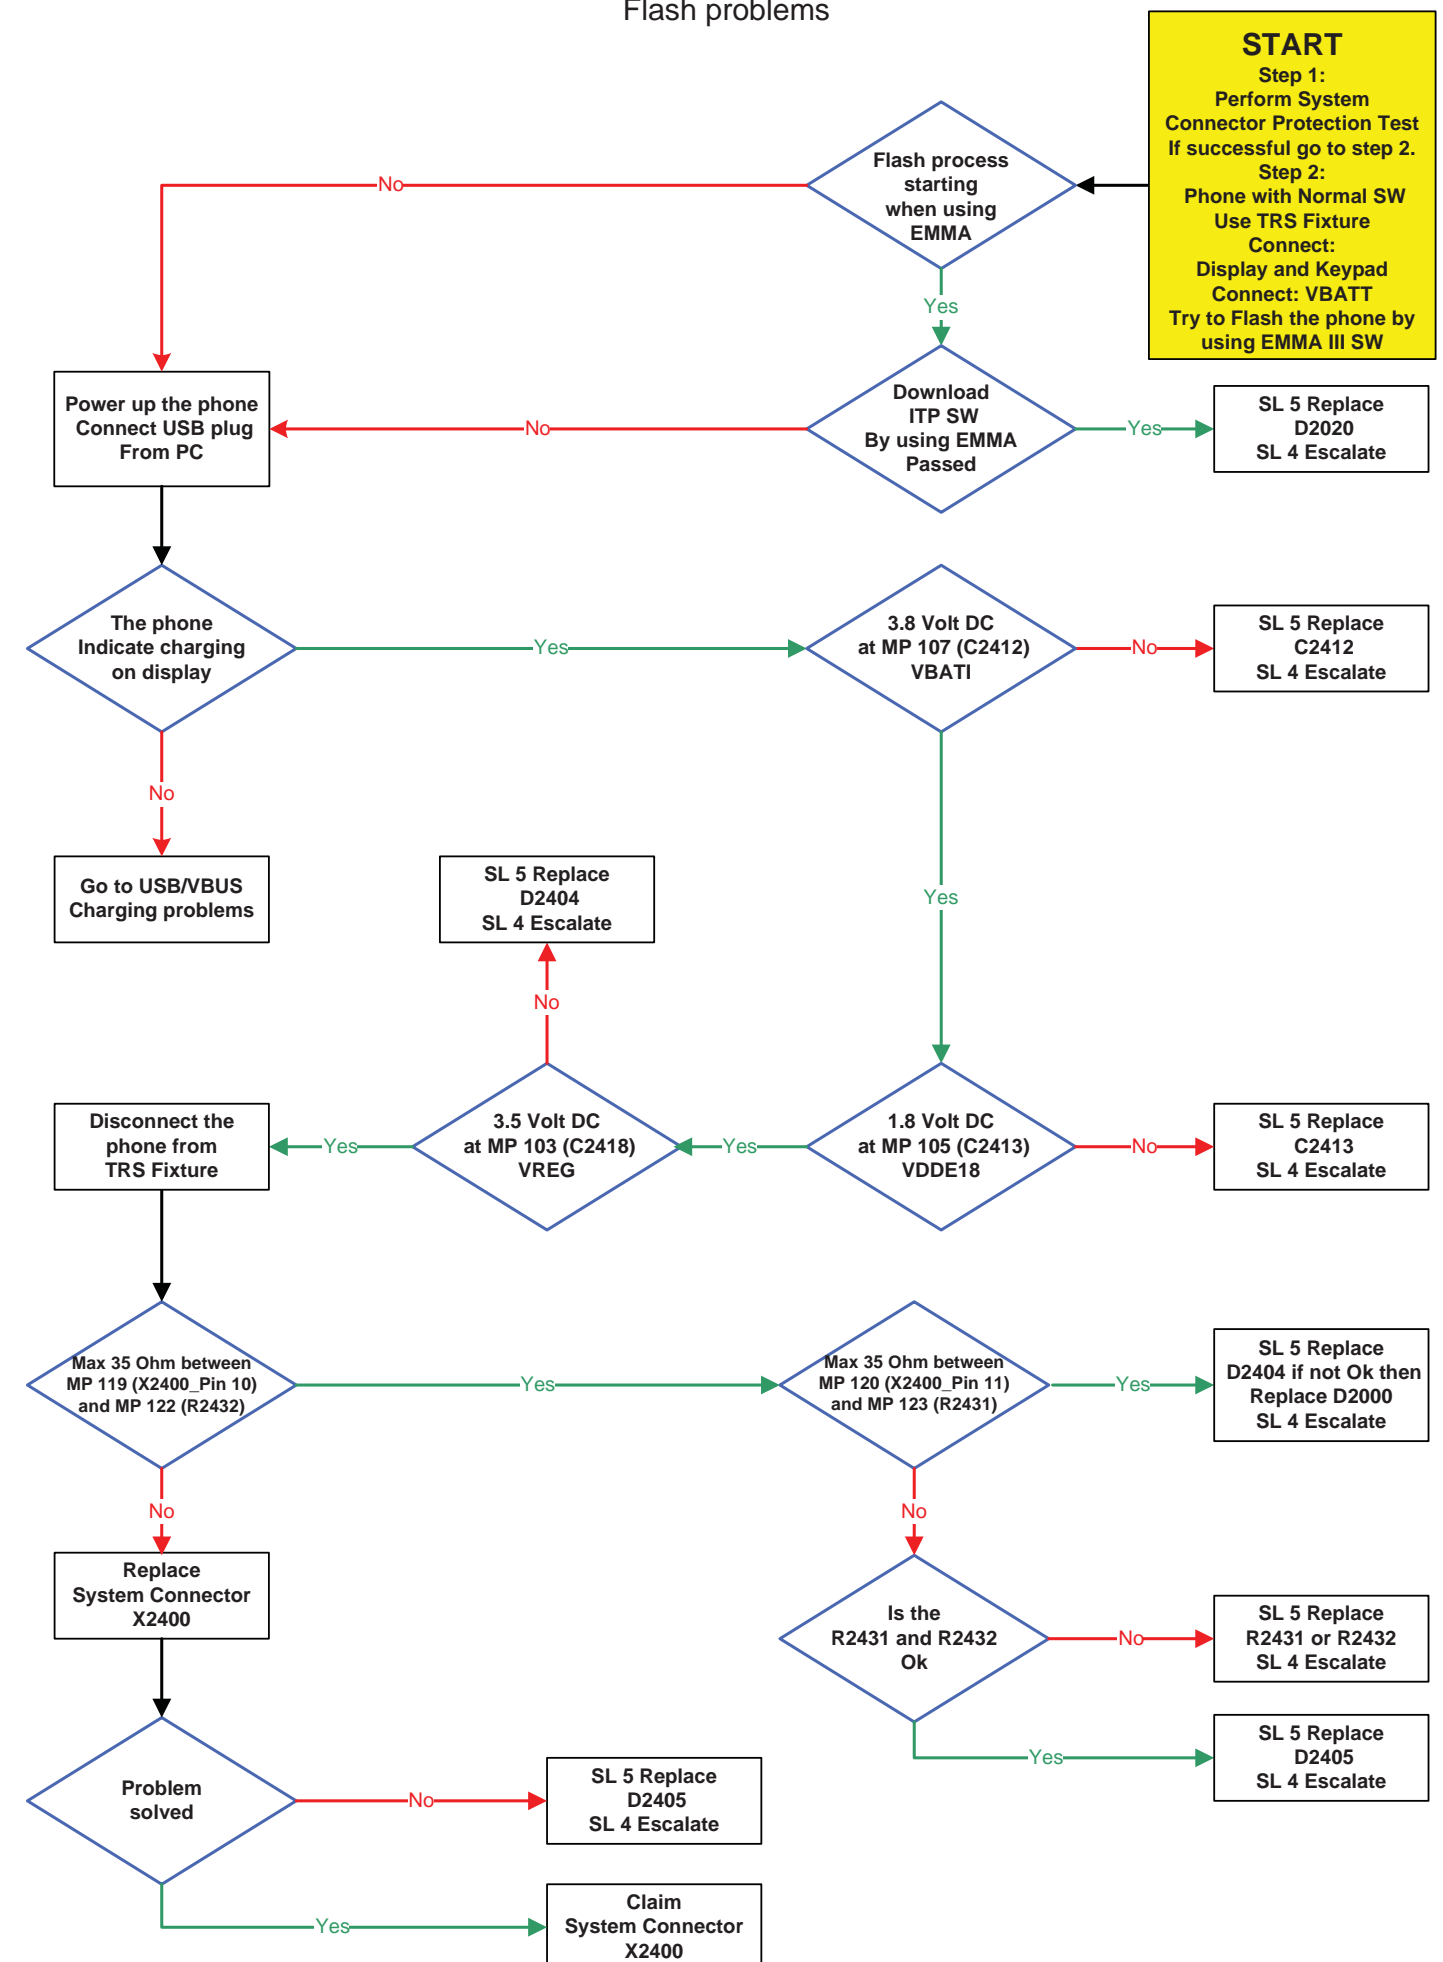 Flash problems
START
Step 1:
Perform System
Connector Protection Test
If successful go to step 2.
Step 2:
Phone with Normal SW
Use TRS Fixture
Connect:
Display and Keypad
Connect: VBATT
Try to Flash the phone by
using EMMA III SW
Flash process
starting
when using
EMMA
No
Yes
Power up the phone
Connect USB plug
From PC
No
Download
ITP SW
By using EMMA
Passed
Yes
SL 5 Replace
D2020
SL 4 Escalate
The phone
Indicate charging
on display
Yes
3.8 Volt DC
at MP 107 (C2412)
VBATI
No
SL 5 Replace
C2412
SL 4 Escalate
No
Go to USB/VBUS
Charging problems
SL 5 Replace
D2404
SL 4 Escalate
Yes
No
Disconnect the
phone from
TRS Fixture
Yes
3.5 Volt DC
at MP 103 (C2418)
VREG
Yes
1.8 Volt DC
at MP 105 (C2413)
VDDE18
No
SL 5 Replace
C2413
SL 4 Escalate
Max 35 Ohm between
MP 119 (X2400_Pin 10)
and MP 122 (R2432)
Yes
Max 35 Ohm between
MP 120 (X2400_Pin 11)
and MP 123 (R2431)
Yes
SL 5 Replace
D2404 if not Ok then
Replace D2000
SL 4 Escalate
No
No
Replace
System Connector
X2400
Is the
R2431 and R2432
Ok
No
SL 5 Replace
R2431 or R2432
SL 4 Escalate
Yes
SL 5 Replace
D2405
SL 4 Escalate
Problem
solved
No
SL 5 Replace
D2405
SL 4 Escalate
Yes
Claim
System Connector
X2400